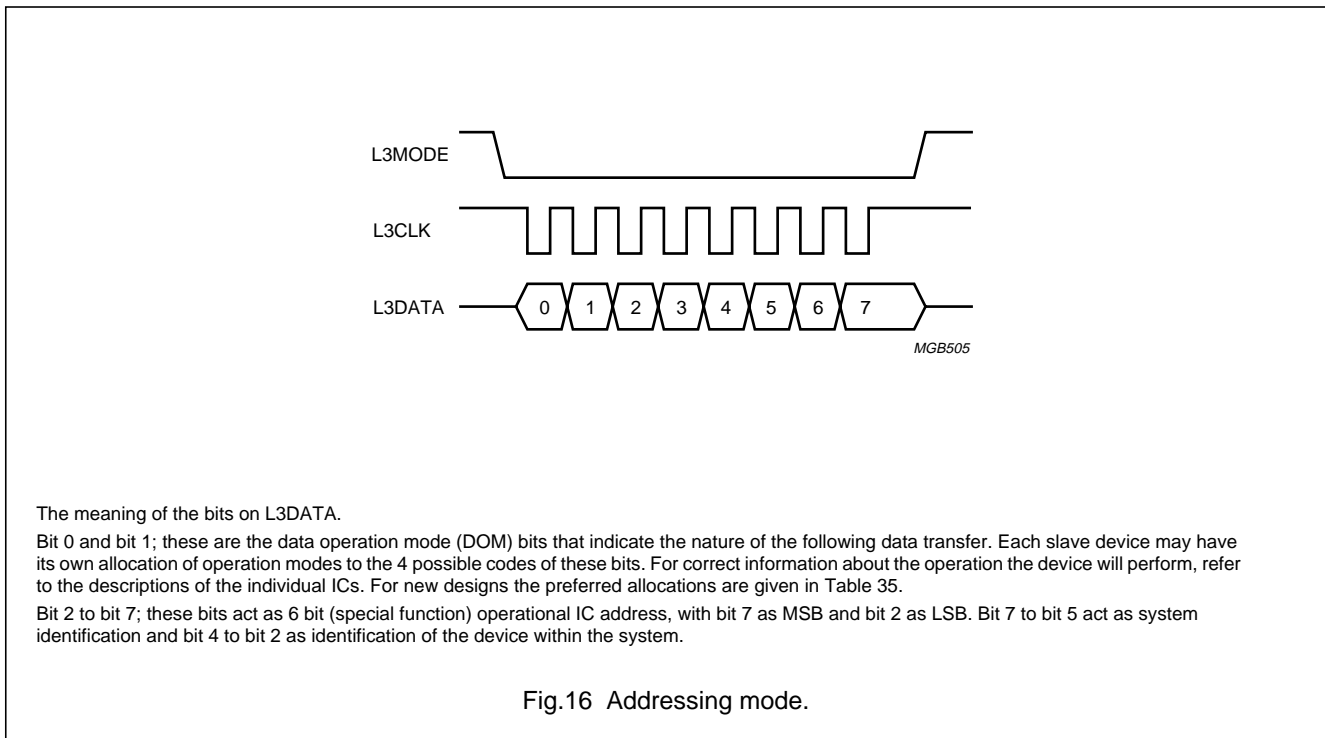 L3MODE
L3CLK
L3DATA
0 1 2 3 4 5 6 7
MGB505
The meaning of the bits on L3DATA.
Bit 0 and bit 1; these are the data operation mode (DOM) bits that indicate the nature of the following data transfer. Each slave device may have
its own allocation of operation modes to the 4 possible codes of these bits. For correct information about the operation the device will perform, refer
to the descriptions of the individual ICs. For new designs the preferred allocations are given in Table 35.
Bit 2 to bit 7; these bits act as 6 bit (special function) operational IC address, with bit 7 as MSB and bit 2 as LSB. Bit 7 to bit 5 act as system
identification and bit 4 to bit 2 as identification of the device within the system.
Fig.16 Addressing mode.